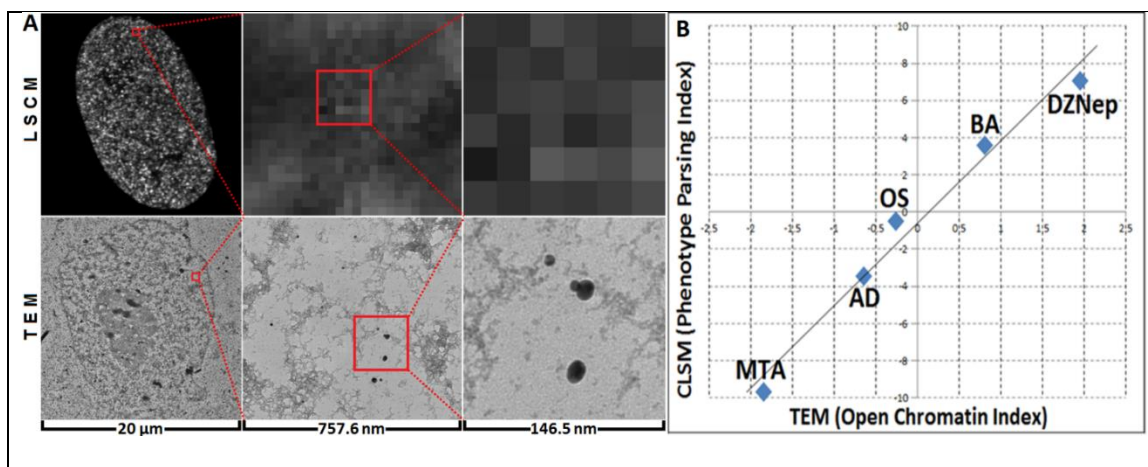 A
L S C M
T E M
20 µm
757.6 nm
146.5 nm
B
CLSM (Phenotype Parsing Index)
10
8
6
4
2
0
-2
-4
-6
-8
-10
-2,5
-2
-1,5
-1
-0,5
0
0,5
1
1,5
2
2,5
DZNep
BA
OS
AD
MTA
TEM (Open Chromatin Index)